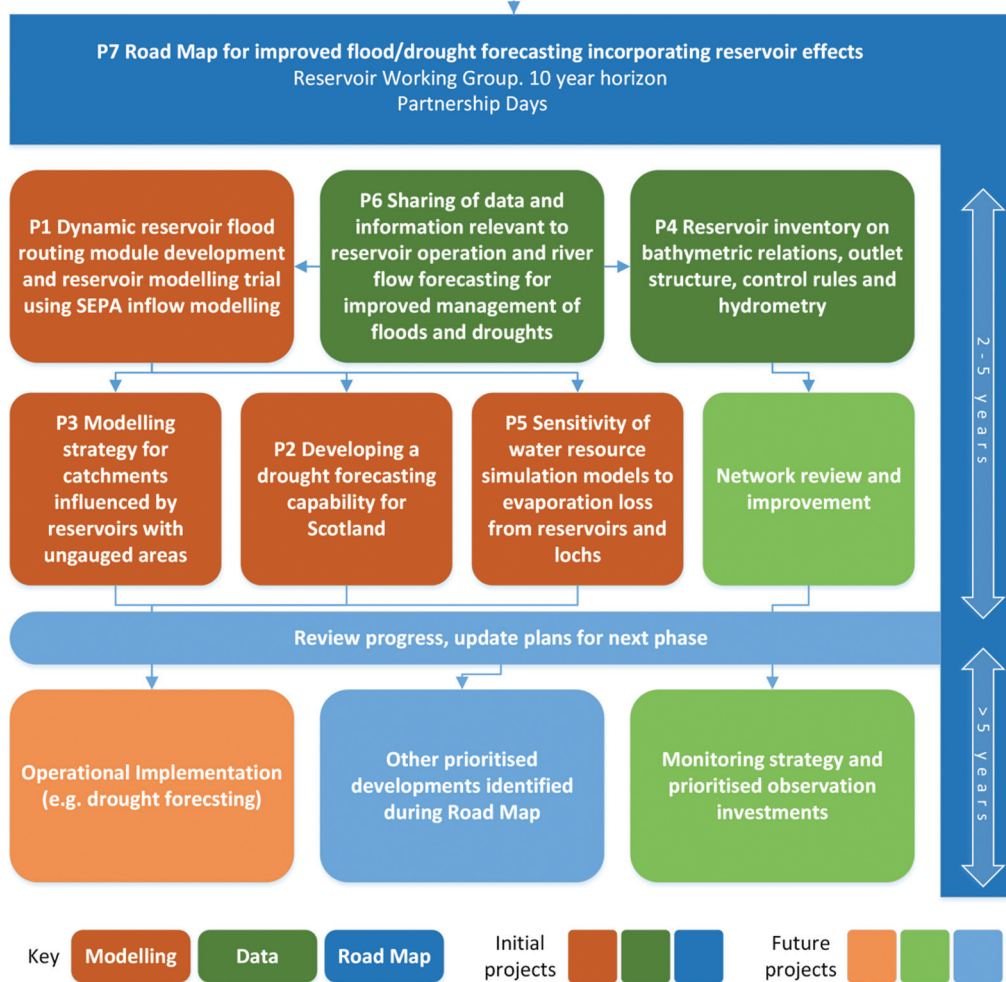 P7 Road Map for improved flood/drought forecasting incorporating reservoir effects
Reservoir Working Group. 10 year horizon
Partnership Days
P1 Dynamic reservoir flood
routing module development
and reservoir modelling trial
using SEPA inflow modelling
P6 Sharing of data and
information relevant to
reservoir operation and river
flow forecasting for
improved management of
floods and droughts
P4 Reservoir inventory on
bathymetric relations, outlet
structure, control rules and
hydrometry
2-5 years
P3 Modelling
strategy for
catchments
influenced by
reservoirs with
ungauged areas
P2 Developing a
drought forecasting
capability for
Scotland
P5 Sensitivity of
water resource
simulation models to
evaporation loss
from reservoirs and
lochs
Network review and
improvement
Review progress, update plans for next phase
Operational Implementation
(e.g. drought forecsting)
Other prioritised
developments identified
during Road Map
Monitoring strategy and
prioritised observation
investments
>5 years
Key
Modelling
Data
Road Map
Initial
projects
Future
projects